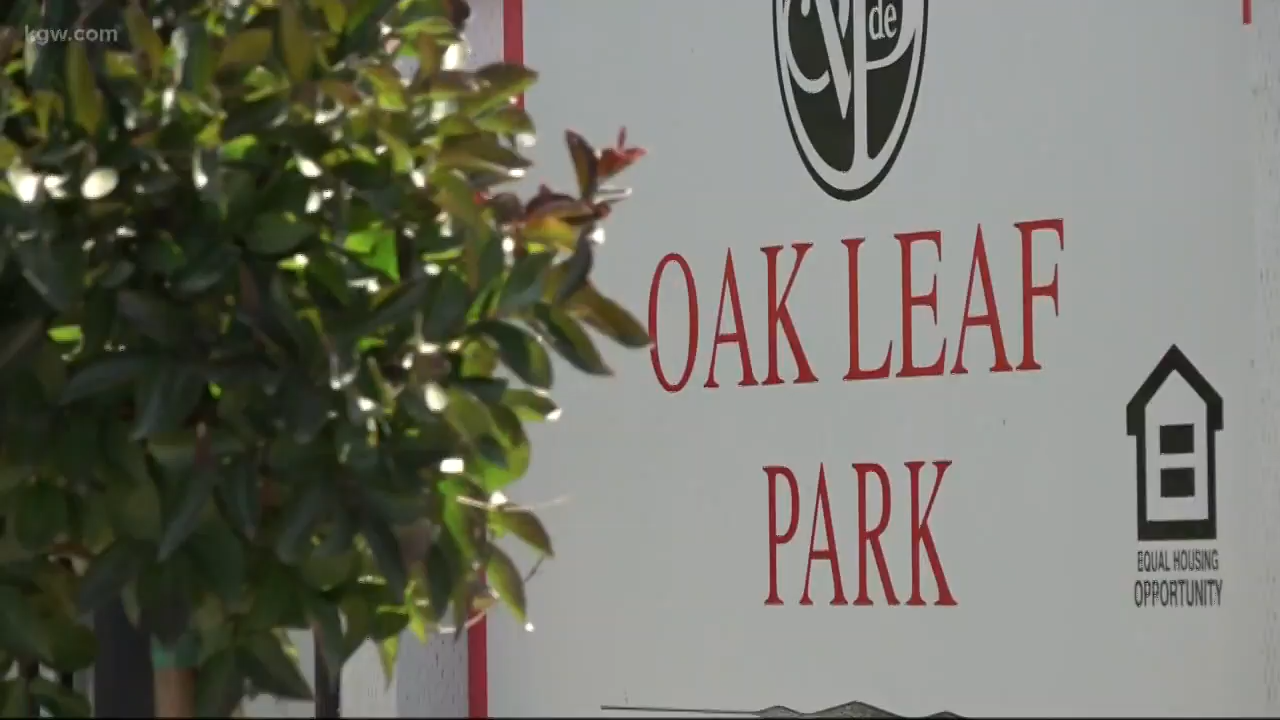 kgw.com
de
OAK LEAF
PARK
EQUAL HOUSING
OPPORTUNITY